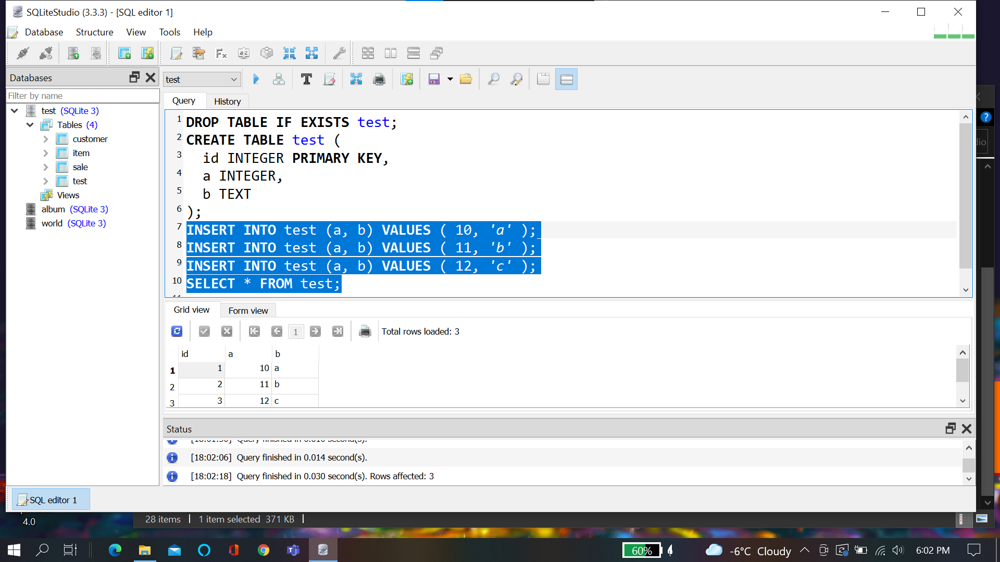 SQLiteStudio (3.3.3) - [SQL editor 1]
Database Structure View Tools Help
Databases
test
Filter by name
Query History
test (SQLite 3)
Tables (4)
customer
item
sale
test
Views
album (SQLite 3)
world (SQLite 3)
1 DROP TABLE IF EXISTS test;
2 CREATE TABLE test (
3 id INTEGER PRIMARY KEY,
4 a INTEGER,
5 b TEXT
6 );
7 INSERT INTO test (a, b) VALUES ( 10, 'a' );
8 INSERT INTO test (a, b) VALUES ( 11, 'b' );
9 INSERT INTO test (a, b) VALUES ( 12, 'c' );
10 SELECT * FROM test;
Grid view Form view
1 Total rows loaded: 3
id a b
1 1 10 a
2 2 11 b
3 3 12 c
Status
[18:02:06] Query finished in 0.014 second(s).
[18:02:18] Query finished in 0.030 second(s). Rows affected: 3
SQL editor 1
4.0
28 items 1 item selected 371 KB
60% -6°C Cloudy 6:02 PM